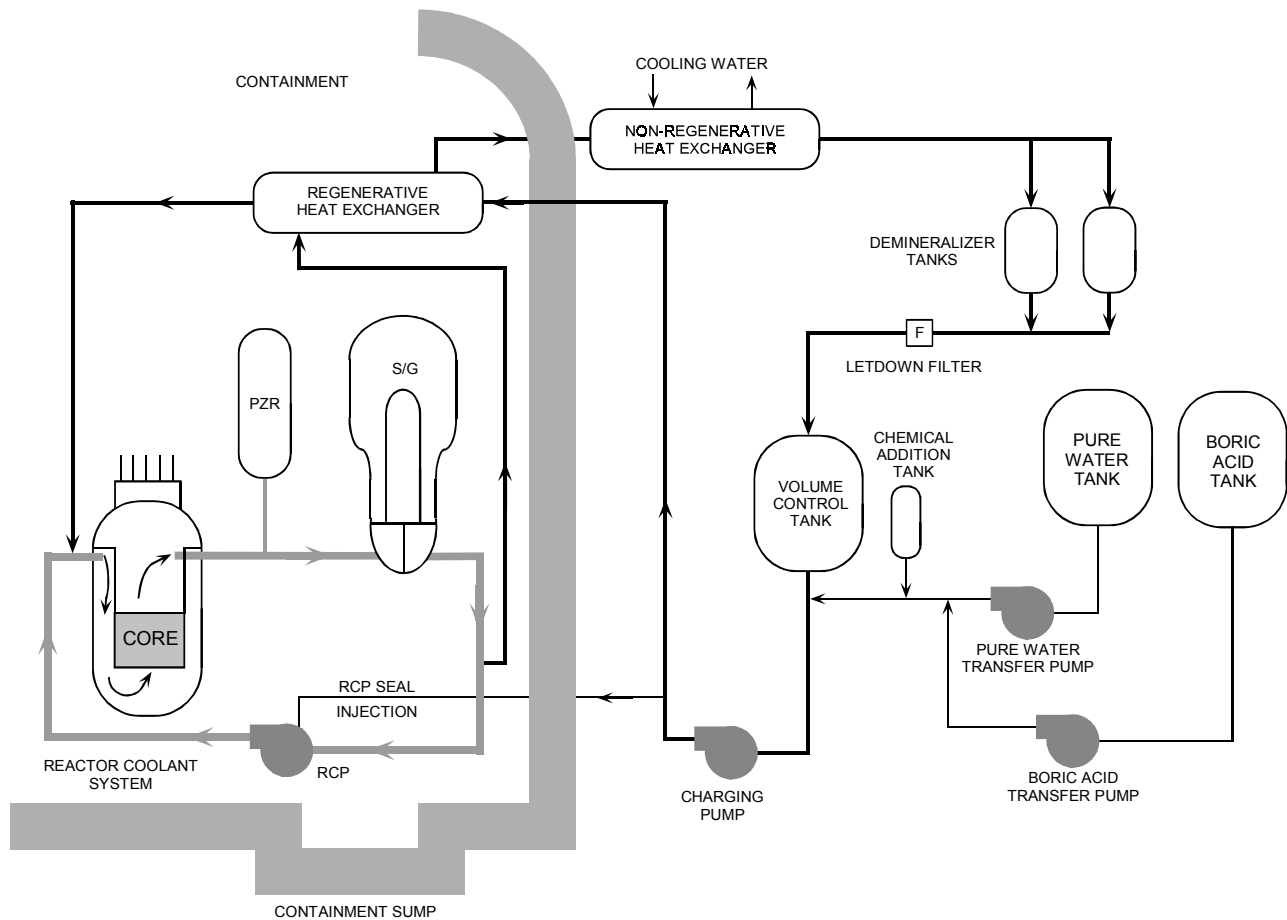 COOLING WATER
CONTAINMENT
NON-REGENERATIVE
HEAT EXCHANGER
REGENERATIVE
HEAT EXCHANGER
DEMINERALIZER
TANKS
F
LETDOWN FILTER
S/G
PZR
CHEMICAL
ADDITION
TANK
PURE
WATER
TANK
BORIC
ACID
TANK
VOLUME
CONTROL
TANK
CORE
PURE WATER
TRANSFER PUMP
RCP SEAL
INJECTION
REACTOR COOLANT
SYSTEM
RCP
CHARGING
PUMP
BORIC ACID
TRANSFER PUMP
CONTAINMENT SUMP